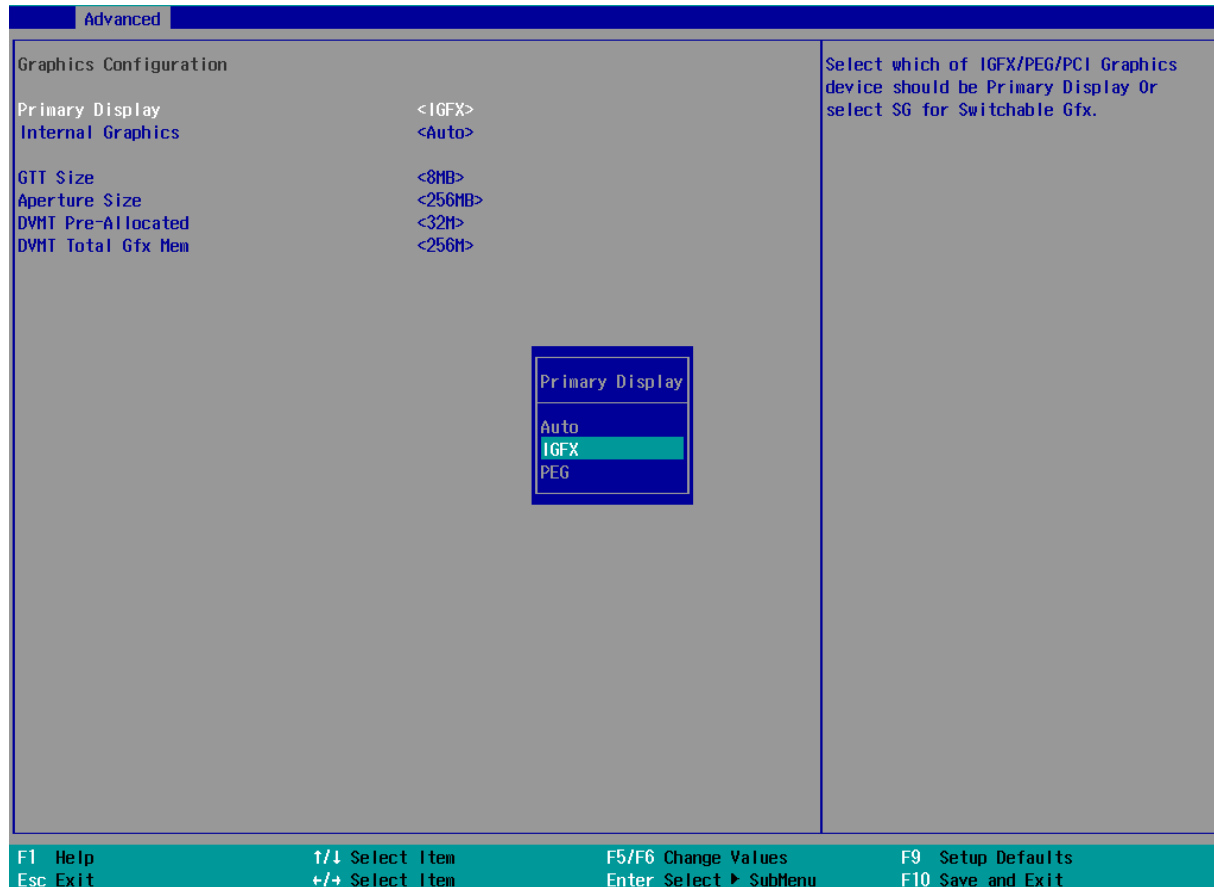 Advanced
Graphics Configuration
Primary Display <IGFX>
Internal Graphics <Auto>
GTT Size <8MB>
Aperture Size <256MB>
DVMT Pre-Allocated <32M>
DVMT Total Gfx Mem <256M>
Select which of IGFX/PEG/PCI Graphics
device should be Primary Display Or
select SG for Switchable Gfx.
Primary Display
Auto
IGFX
PEG
F1 Help ↑/↓ Select Item F5/F6 Change Values F9 Setup Defaults
Esc Exit ←/→ Select Item Enter Select ▶ SubMenu F10 Save and Exit